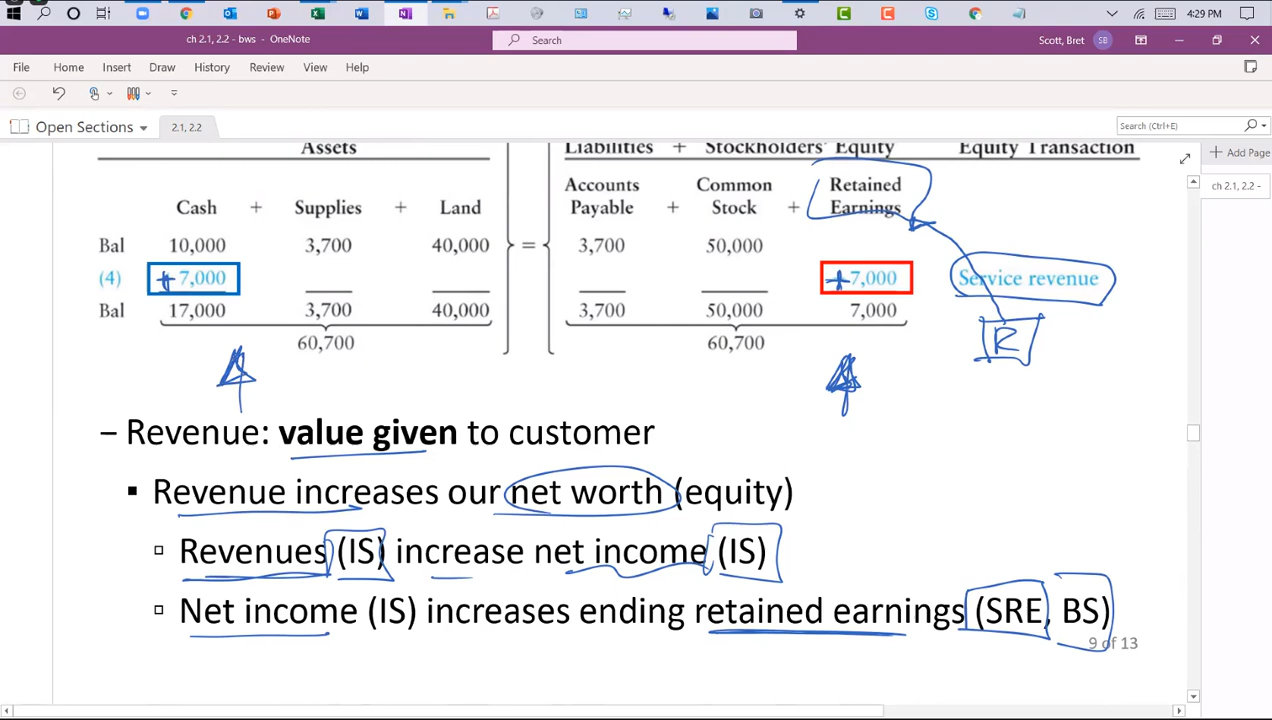 4:29 PM
ch 2.1, 2.2 - bws - OneNote
Search
Scott, Bret SB
File Home Insert Draw History Review View Help
Open Sections 2.1, 2.2
Search (Ctrl+E)
Add Page
ch 2.1, 2.2 -
Assets Liabilities + Stockholders' Equity Equity Transaction
Accounts Common Retained
Cash + Supplies + Land Payable + Stock + Earnings
Bal 10,000 3,700 40,000 = 3,700 50,000
(4) + 7,000 + 7,000 Service revenue
Bal 17,000 3,700 40,000 3,700 50,000 7,000
R
60,700 60,700
– Revenue: value given to customer
▪ Revenue increases our net worth (equity)
▫ Revenues (IS) increase net income (IS)
▫ Net income (IS) increases ending retained earnings (SRE, BS)
9 of 13